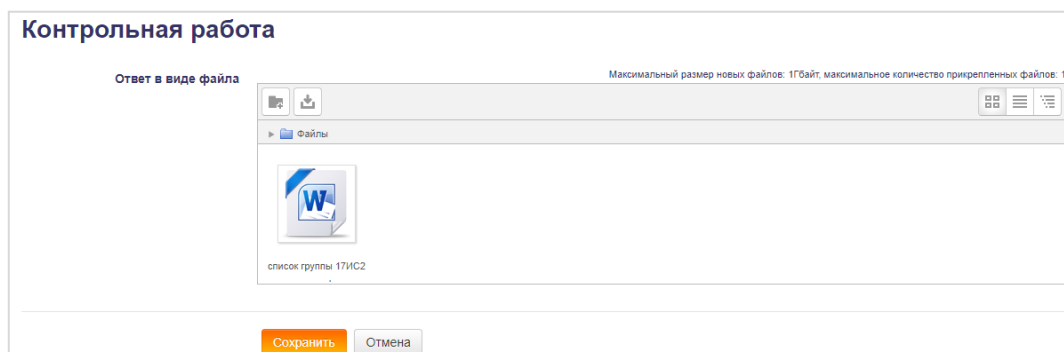 Контрольная работа
Ответ в виде файла
Максимальный размер новых файлов: 1Гбайт, максимальное количество прикрепленных файлов: 1
Файлы
W
список группы 17ИС2
Сохранить Отмена